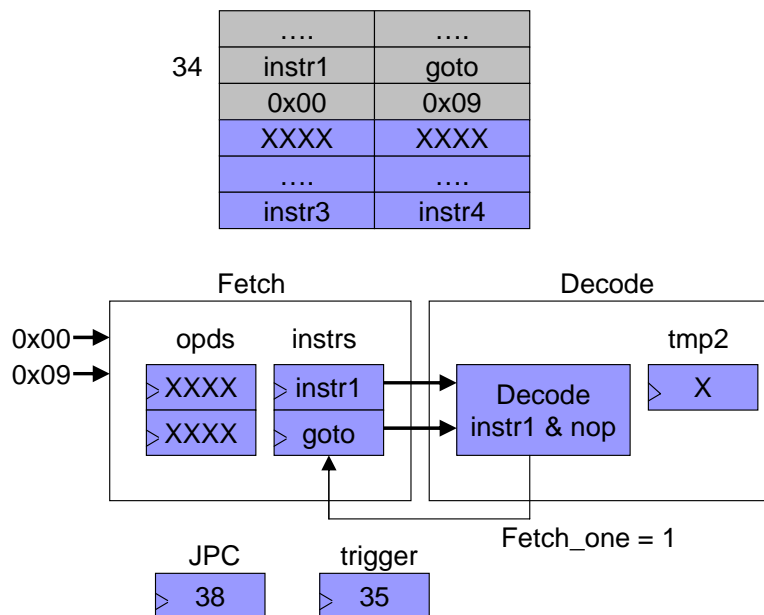 …. ….
34 instr1 goto
0x00 0x09
XXXX XXXX
…. ….
instr3 instr4
Fetch Decode
0x00 opds instrs tmp2
0x09 XXXX instr1 X
XXXX goto
Decode
instr1 & nop
Fetch_one = 1
JPC trigger
38 35